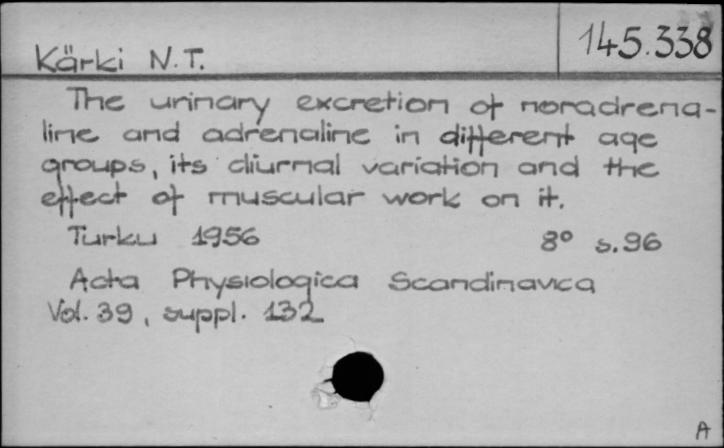 145.338
Kärki N.T.
The urinary excretion of noradrena-
line and adrenaline in different age
groups, its diurnal variation and the
effect of muscular work on it.
Turku 1956 8° s.96
Acta Physiologica Scandinavica
Vol. 39, suppl. 132
A